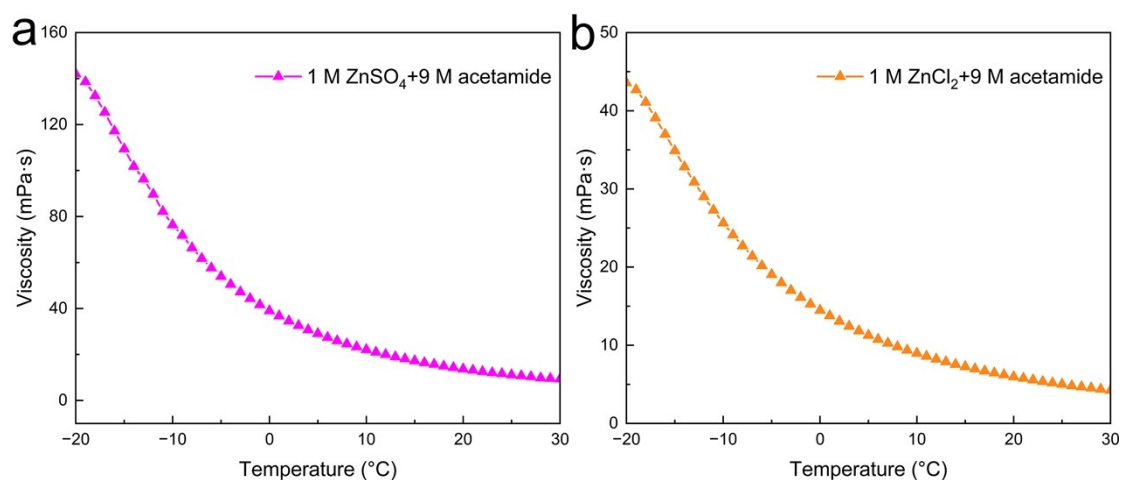 a
160
120
80
40
0
Viscosity (mPa·s)
1 M ZnSO₄+9 M acetamide
−20 −10 0 10 20 30
Temperature (°C)
b
50
40
30
20
10
0
Viscosity (mPa·s)
1 M ZnCl₂+9 M acetamide
−20 −10 0 10 20 30
Temperature (°C)